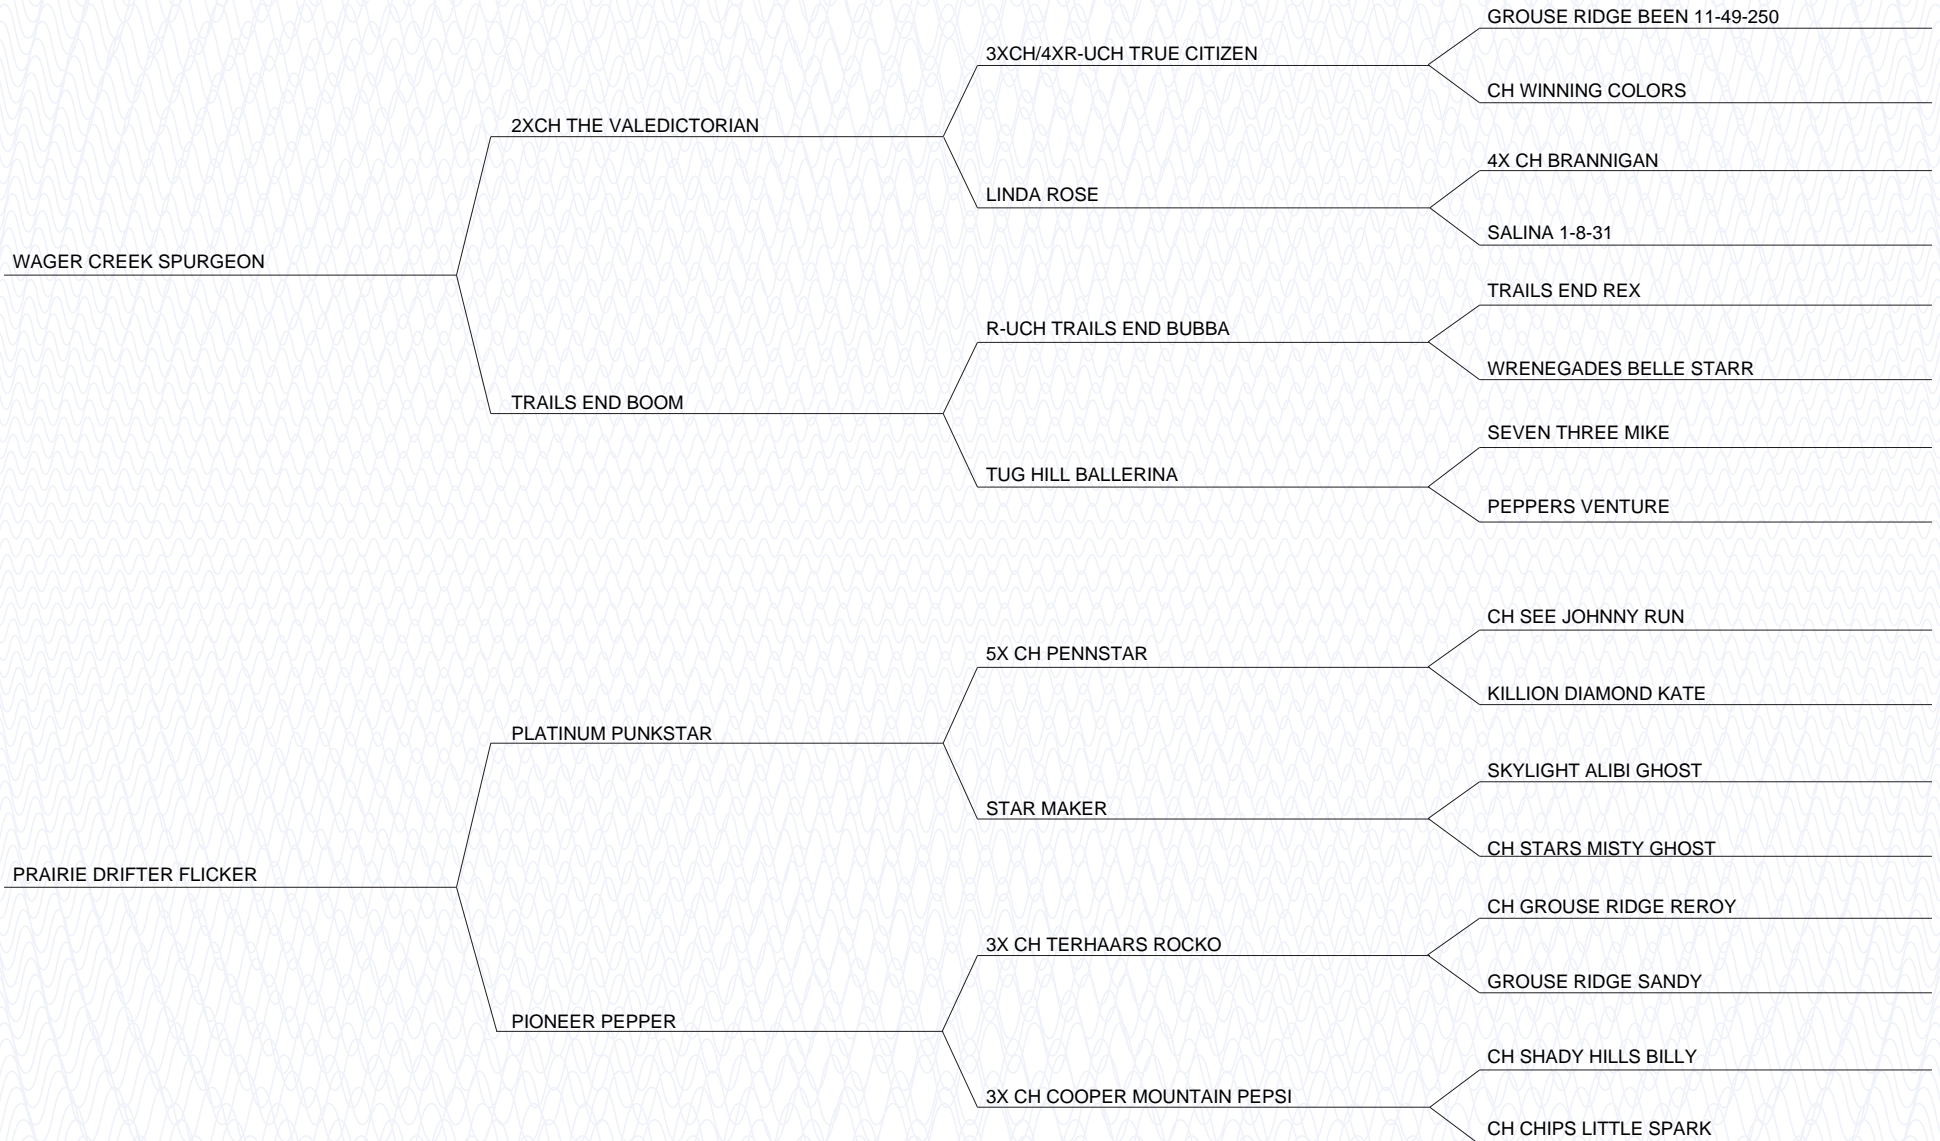 GROUSE RIDGE BEEN 11-49-250
3XCH/4XR-UCH TRUE CITIZEN
CH WINNING COLORS
2XCH THE VALEDICTORIAN
4X CH BRANNIGAN
LINDA ROSE
SALINA 1-8-31
WAGER CREEK SPURGEON
TRAILS END REX
R-UCH TRAILS END BUBBA
WRENEGADES BELLE STARR
TRAILS END BOOM
SEVEN THREE MIKE
TUG HILL BALLERINA
PEPPERS VENTURE
CH SEE JOHNNY RUN
5X CH PENNSTAR
KILLION DIAMOND KATE
PLATINUM PUNKSTAR
SKYLIGHT ALIBI GHOST
STAR MAKER
CH STARS MISTY GHOST
PRAIRIE DRIFTER FLICKER
CH GROUSE RIDGE REROY
3X CH TERHAARS ROCKO
GROUSE RIDGE SANDY
PIONEER PEPPER
CH SHADY HILLS BILLY
3X CH COOPER MOUNTAIN PEPSI
CH CHIPS LITTLE SPARK